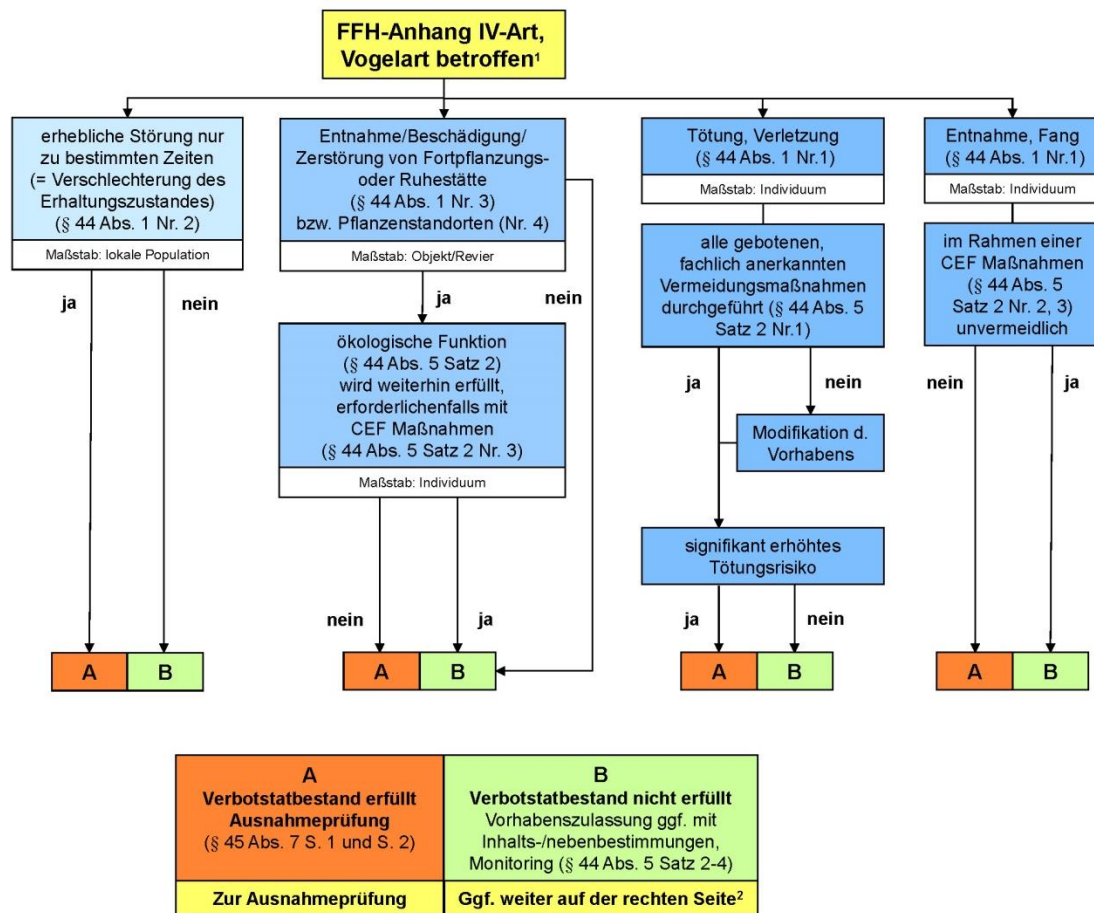 FFH-Anhang IV-Art,
Vogelart betroffen¹
erhebliche Störung nur
zu bestimmten Zeiten
(= Verschlechterung des
Erhaltungszustandes)
(§ 44 Abs. 1 Nr. 2)
Maßstab: lokale Population
ja
nein
A
B
Entnahme/Beschädigung/
Zerstörung von Fortpflanzungs-
oder Ruhestätte
(§ 44 Abs. 1 Nr. 3)
bzw. Pflanzenstandorten (Nr. 4)
Maßstab: Objekt/Revier
ja
nein
ökologische Funktion
(§ 44 Abs. 5 Satz 2)
wird weiterhin erfüllt,
erforderlichenfalls mit
CEF Maßnahmen
(§ 44 Abs. 5 Satz 2 Nr. 3)
Maßstab: Individuum
nein
ja
A
B
Tötung, Verletzung
(§ 44 Abs. 1 Nr.1)
Maßstab: Individuum
alle gebotenen,
fachlich anerkannten
Vermeidungsmaßnahmen
durchgeführt (§ 44 Abs. 5
Satz 2 Nr.1)
ja
nein
Modifikation d.
Vorhabens
signifikant erhöhtes
Tötungsrisiko
ja
nein
A
B
Entnahme, Fang
(§ 44 Abs. 1 Nr.1)
Maßstab: Individuum
im Rahmen einer
CEF Maßnahmen
(§ 44 Abs. 5
Satz 2 Nr. 2, 3)
unvermeidlich
nein
ja
A
B
A
Verbotstatbestand erfüllt
Ausnahmeprüfung
(§ 45 Abs. 7 S. 1 und S. 2)
Zur Ausnahmeprüfung
B
Verbotstatbestand nicht erfüllt
Vorhabenszulassung ggf. mit
Inhalts-/nebenbestimmungen,
Monitoring (§ 44 Abs. 5 Satz 2-4)
Ggf. weiter auf der rechten Seite²